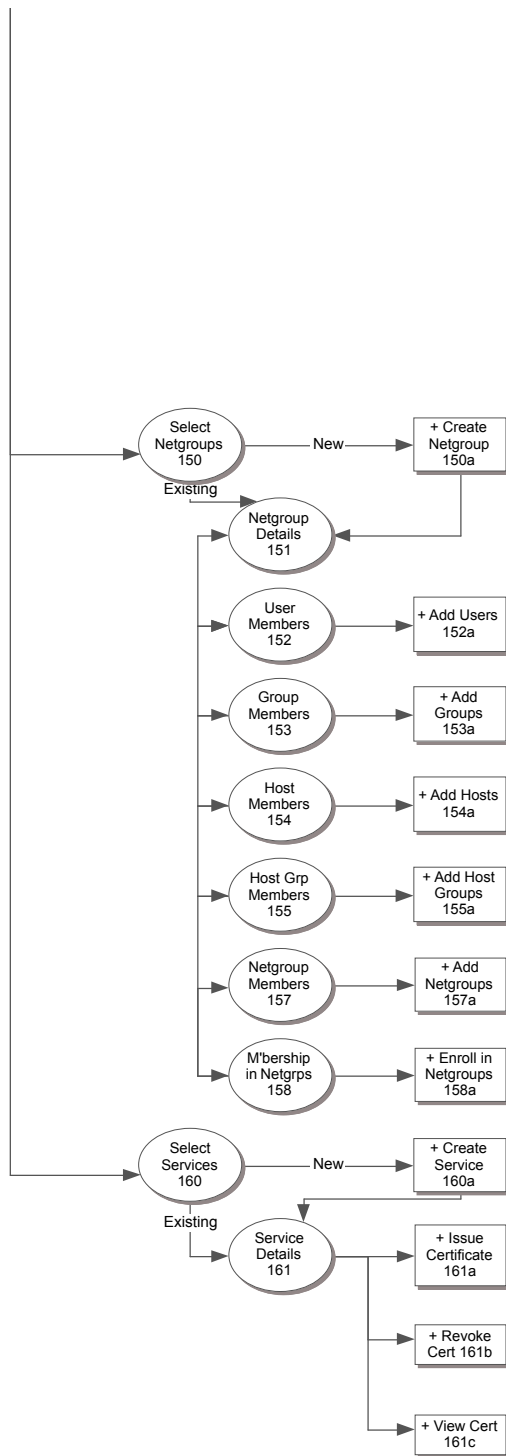 Select
Netgroups
150
New
+ Create
Netgroup
150a
Existing
Netgroup
Details
151
User
Members
152
+ Add Users
152a
Group
Members
153
+ Add
Groups
153a
Host
Members
154
+ Add Hosts
154a
Host Grp
Members
155
+ Add Host
Groups
155a
Netgroup
Members
157
+ Add
Netgroups
157a
M'bership
in Netgrps
158
+ Enroll in
Netgroups
158a
Select
Services
160
New
+ Create
Service
160a
Existing
Service
Details
161
+ Issue
Certificate
161a
+ Revoke
Cert 161b
+ View Cert
161c